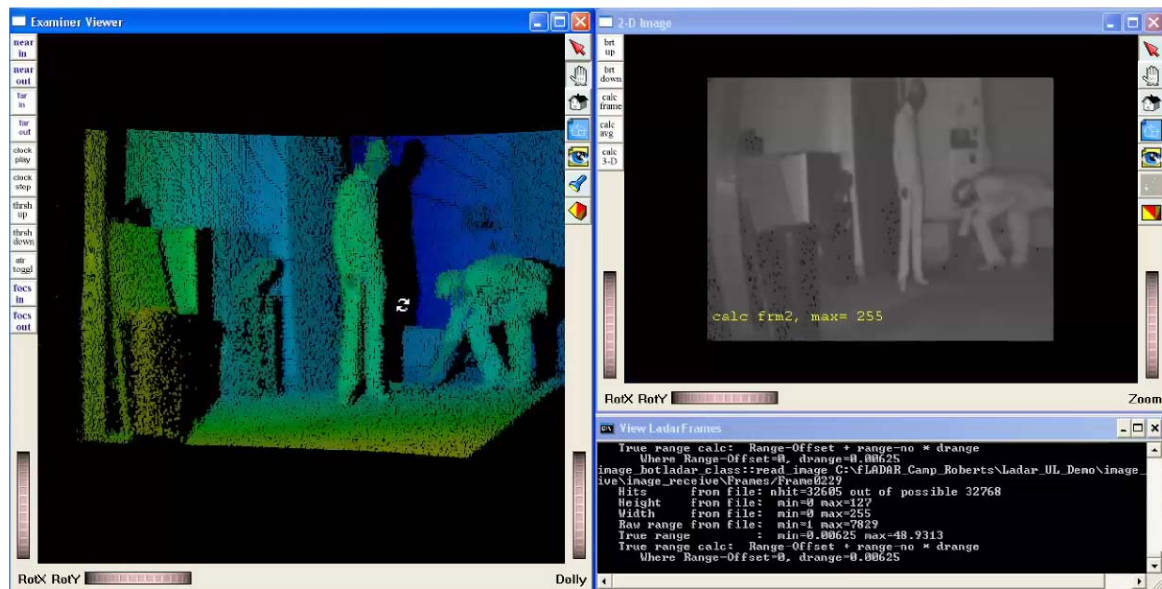 Examiner Viewer
near
in
near
out
far
in
far
out
clock
play
clock
step
thrsh
up
thrsh
down
atr
toggl
focs
in
focs
out
RotX RotY
Dolly
2-D Image
brt
up
brt
down
calc
frame
calc
avg
calc
3-D
calc frm2, max= 255
RotX RotY
Zoom
View LadarFrames
True range calc: Range-Offset + range-no * drange
Where Range-Offset=0, drange=0.00625
image_botladar_class::read_image C:\fLADAR_Camp_Roberts\Ladar_UL_Demo\image_
ive\image_receive\Frames/Frame0229
Hits from file: nhit=32605 out of possible 32768
Height from file: min=0 max=127
Width from file: min=0 max=255
Raw range from file: min=1 max=7829
True range : min=0.00625 max=48.9313
True range calc: Range-Offset + range-no * drange
Where Range-Offset=0, drange=0.00625